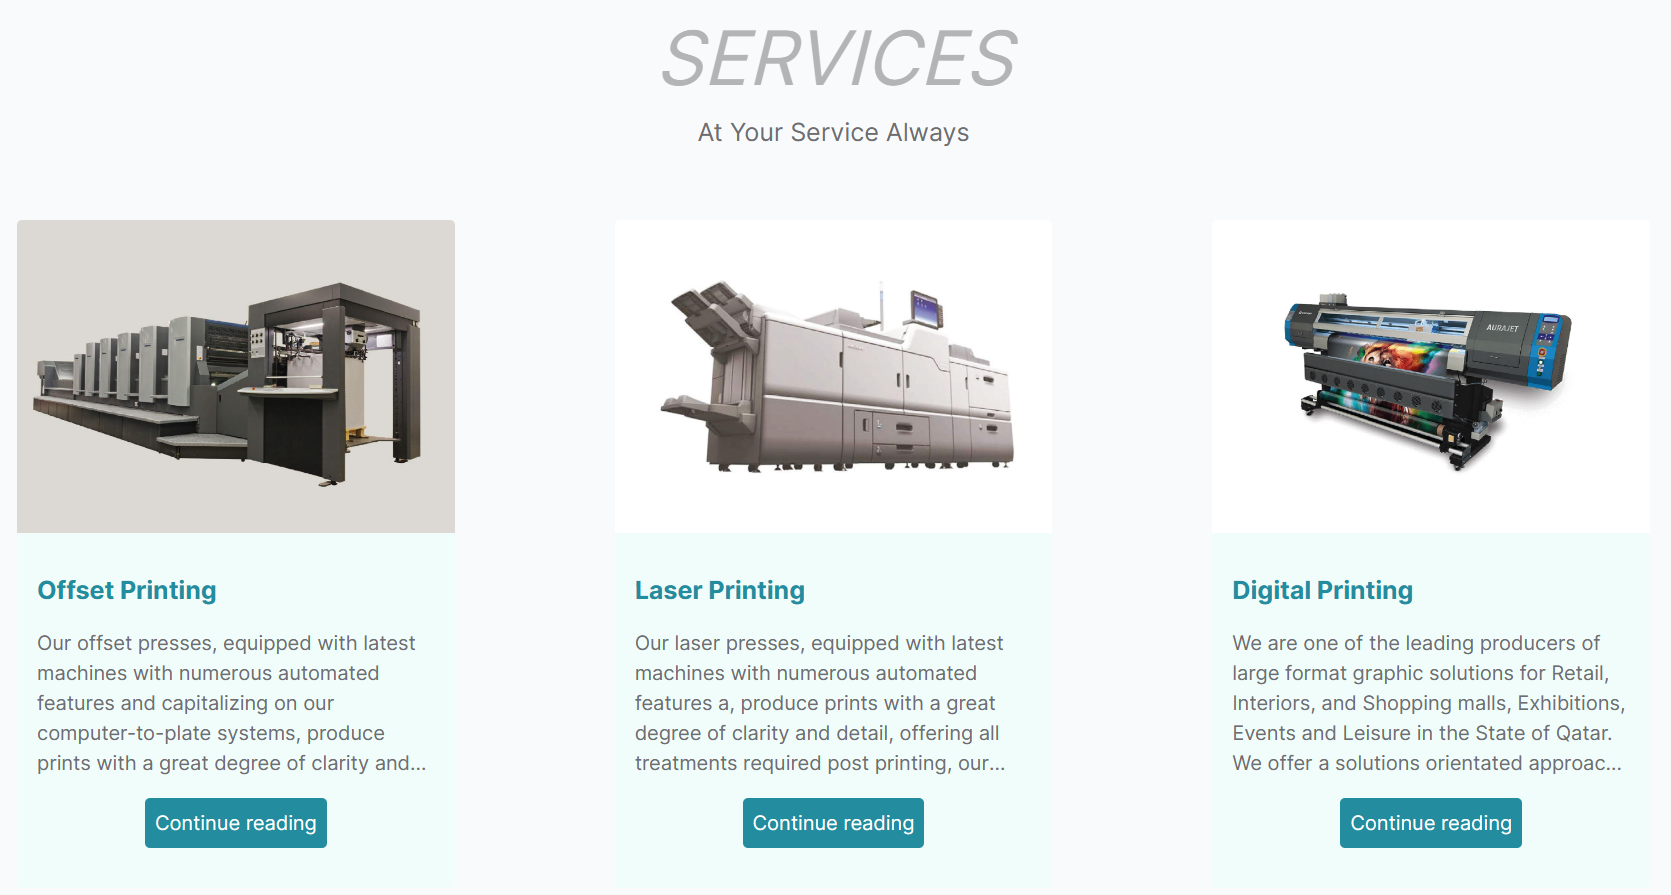 SERVICES
At Your Service Always
AURAJET
Offset Printing
Our offset presses, equipped with latest
machines with numerous automated
features and capitalizing on our
computer-to-plate systems, produce
prints with a great degree of clarity and...
Continue reading
Laser Printing
Our laser presses, equipped with latest
machines with numerous automated
features a, produce prints with a great
degree of clarity and detail, offering all
treatments required post printing, our...
Continue reading
Digital Printing
We are one of the leading producers of
large format graphic solutions for Retail,
Interiors, and Shopping malls, Exhibitions,
Events and Leisure in the State of Qatar.
We offer a solutions orientated approac...
Continue reading